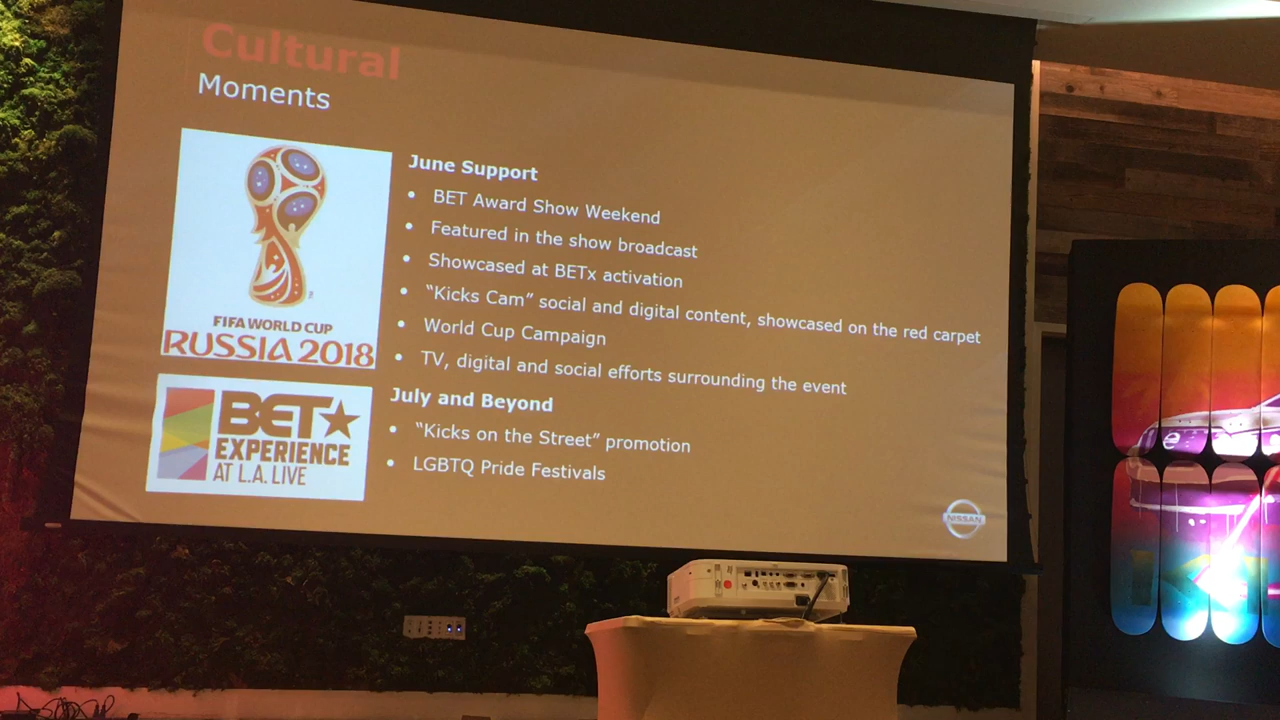 Cultural
Moments
June Support
• BET Award Show Weekend
• Featured in the show broadcast
• Showcased at BETx activation
• “Kicks Cam” social and digital content, showcased on the red carpet
• World Cup Campaign
• TV, digital and social efforts surrounding the event
July and Beyond
• “Kicks on the Street” promotion
• LGBTQ Pride Festivals
FIFA WORLD CUP
RUSSIA 2018
BET
EXPERIENCE
AT L.A. LIVE
NISSAN